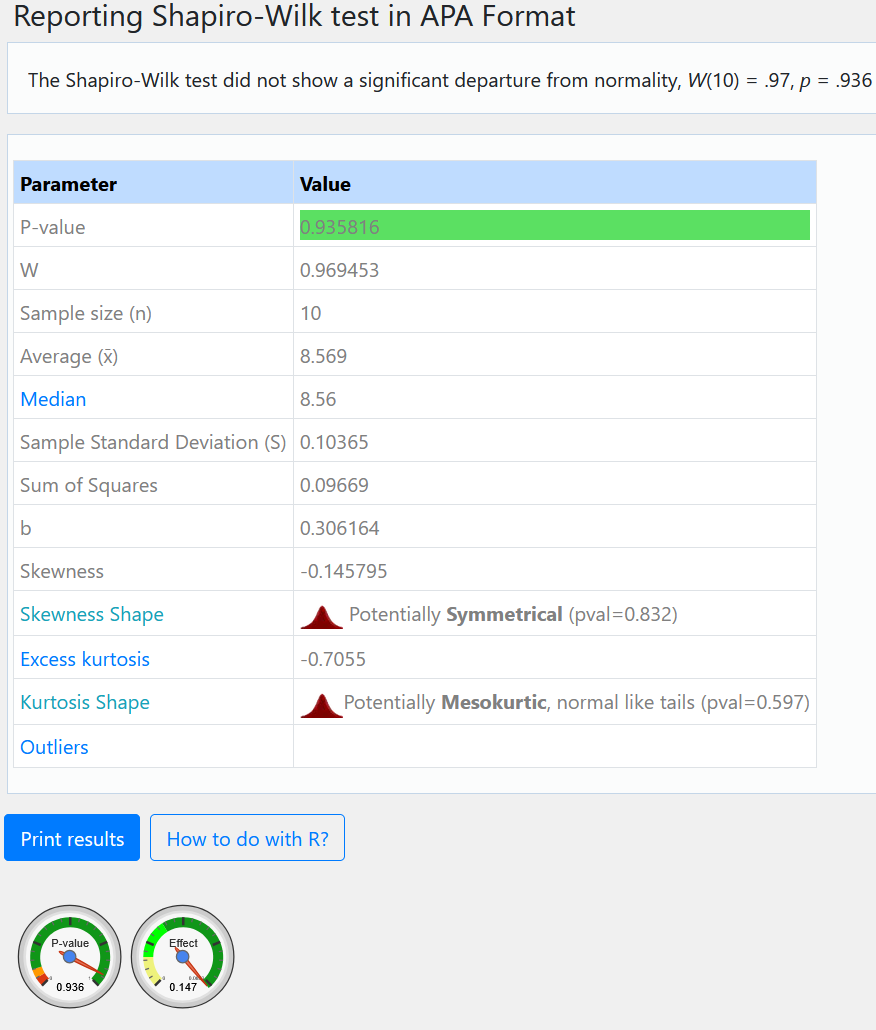 Reporting Shapiro-Wilk test in APA Format
The Shapiro-Wilk test did not show a significant departure from normality, W(10) = .97, p = .936
Parameter Value
P-value 0.935816
W 0.969453
Sample size (n) 10
Average (x̄) 8.569
Median 8.56
Sample Standard Deviation (S) 0.10365
Sum of Squares 0.09669
b 0.306164
Skewness -0.145795
Skewness Shape Potentially Symmetrical (pval=0.832)
Excess kurtosis -0.7055
Kurtosis Shape Potentially Mesokurtic, normal like tails (pval=0.597)
Outliers
Print results How to do with R?
P-value Effect
0.936 0.147